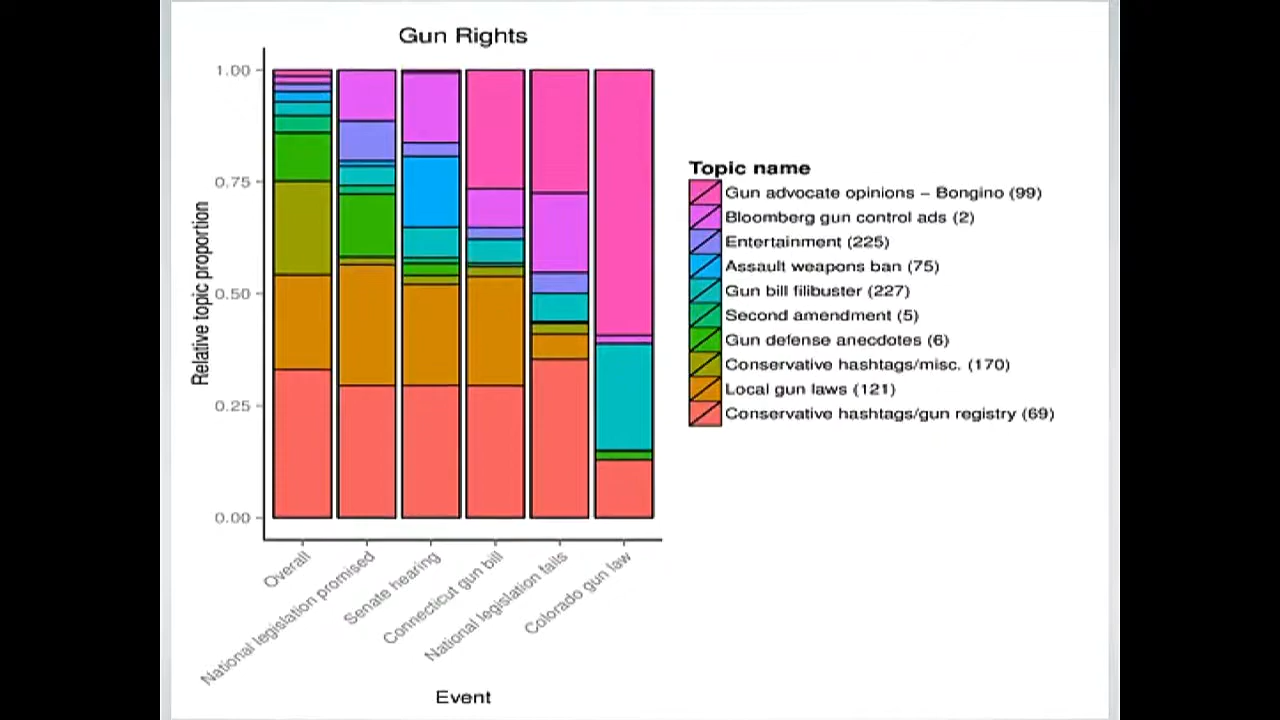 Gun Rights
1.00
0.75
0.50
0.25
0.00
Relative topic proportion
Overall
National legislation promised
Senate hearing
Connecticut gun bill
National legislation fails
Colorado gun law
Event
Topic name
Gun advocate opinions – Bongino (99)
Bloomberg gun control ads (2)
Entertainment (225)
Assault weapons ban (75)
Gun bill filibuster (227)
Second amendment (5)
Gun defense anecdotes (6)
Conservative hashtags/misc. (170)
Local gun laws (121)
Conservative hashtags/gun registry (69)